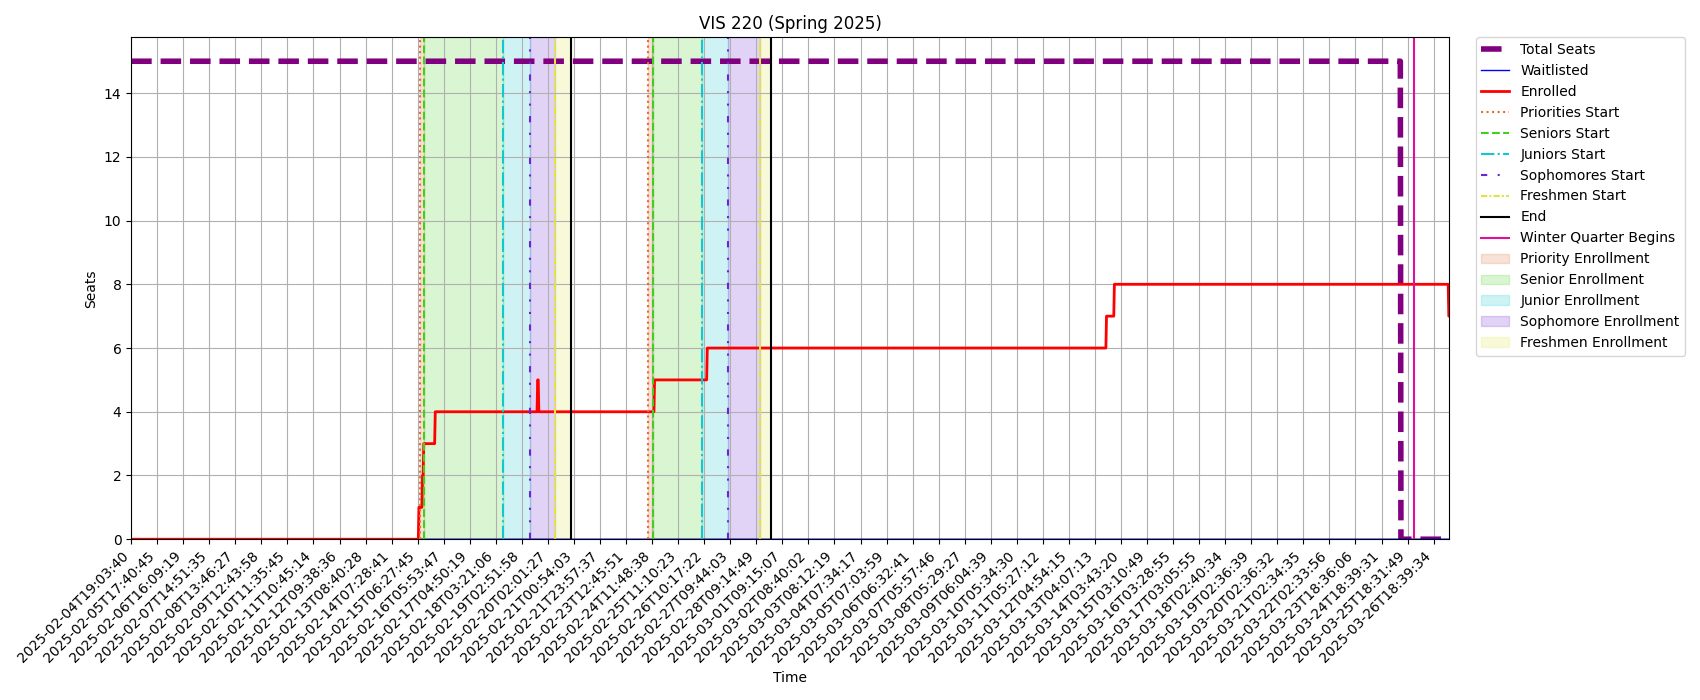 VIS 220 (Spring 2025)
Total Seats
Waitlisted
Enrolled
Priorities Start
Seniors Start
Juniors Start
Sophomores Start
Freshmen Start
End
Winter Quarter Begins
Priority Enrollment
Senior Enrollment
Junior Enrollment
Sophomore Enrollment
Freshmen Enrollment
Seats
14
12
10
8
6
4
2
0
2025-02-04T19:03:40
2025-02-05T17:40:45
2025-02-06T16:09:19
2025-02-07T14:51:35
2025-02-08T13:46:27
2025-02-09T12:43:58
2025-02-10T11:35:45
2025-02-11T10:45:14
2025-02-12T09:38:36
2025-02-13T08:40:28
2025-02-14T07:28:41
2025-02-15T06:27:45
2025-02-16T05:53:47
2025-02-17T04:50:19
2025-02-18T03:21:06
2025-02-19T02:51:58
2025-02-20T02:01:27
2025-02-21T00:54:03
2025-02-21T23:57:37
2025-02-23T12:45:51
2025-02-24T11:48:38
2025-02-25T11:10:23
2025-02-26T10:17:22
2025-02-27T09:44:03
2025-02-28T09:14:49
2025-03-01T09:15:07
2025-03-02T08:40:02
2025-03-03T08:12:19
2025-03-04T07:34:17
2025-03-05T07:03:59
2025-03-06T06:32:41
2025-03-07T05:57:46
2025-03-08T05:29:27
2025-03-09T06:04:39
2025-03-10T05:34:30
2025-03-11T05:27:12
2025-03-12T04:54:15
2025-03-13T04:07:13
2025-03-14T03:43:20
2025-03-15T03:10:49
2025-03-16T03:28:55
2025-03-17T03:05:55
2025-03-18T02:40:34
2025-03-19T02:36:39
2025-03-20T02:36:32
2025-03-21T02:34:35
2025-03-22T02:33:56
2025-03-23T18:36:06
2025-03-24T18:39:31
2025-03-25T18:31:49
2025-03-26T18:39:34
Time